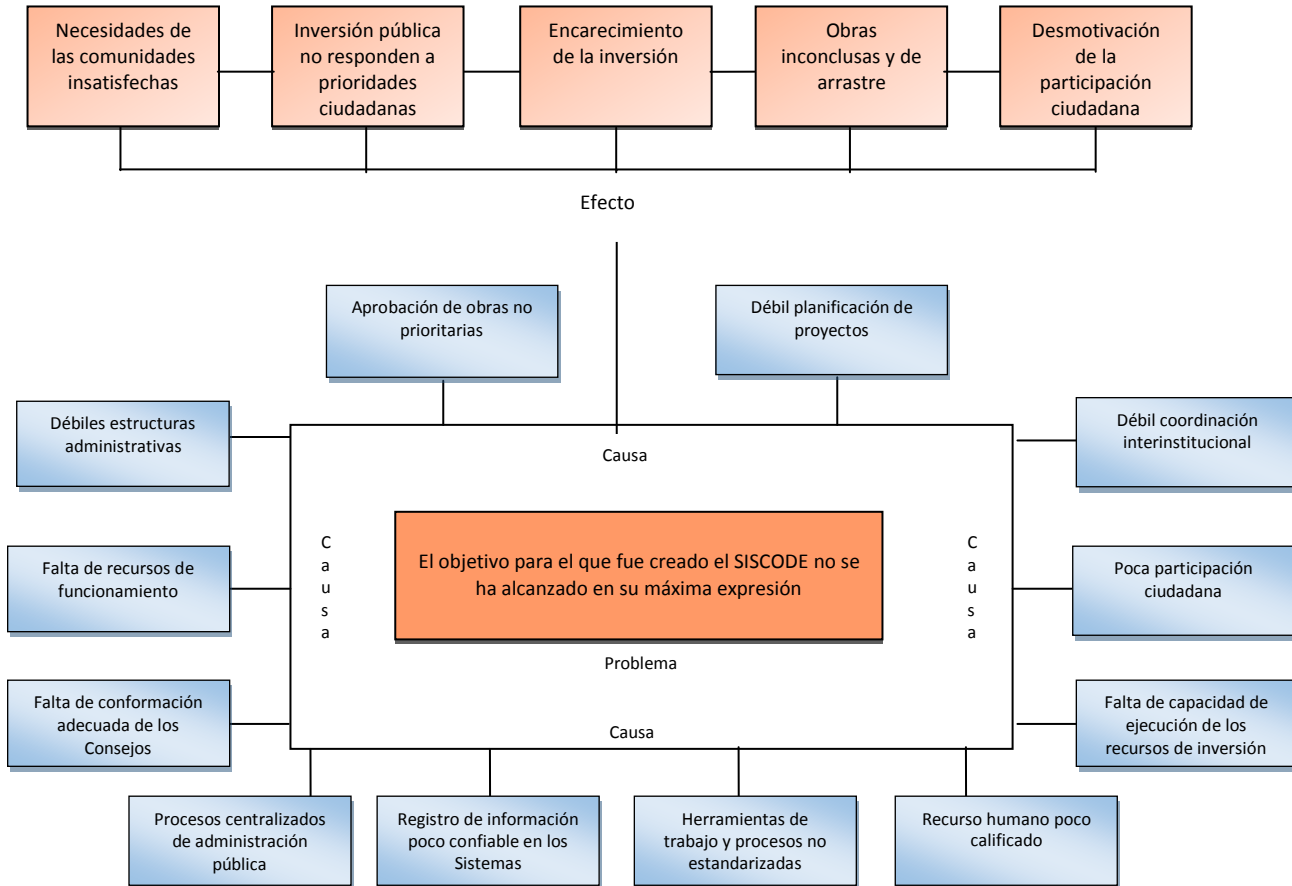 Necesidades de
las comunidades
insatisfechas
Inversión pública
no responden a
prioridades
ciudadanas
Encarecimiento
de la inversión
Obras
inconclusas y de
arrastre
Desmotivación
de la
participación
ciudadana
Efecto
Aprobación de obras no
prioritarias
Débil planificación de
proyectos
Débiles estructuras
administrativas
Débil coordinación
interinstitucional
Causa
Falta de recursos de
funcionamiento
C
a
u
s
a
El objetivo para el que fue creado el SISCODE no se
ha alcanzado en su máxima expresión
C
a
u
s
a
Poca participación
ciudadana
Problema
Falta de conformación
adecuada de los
Consejos
Causa
Falta de capacidad de
ejecución de los
recursos de inversión
Procesos centralizados
de administración
pública
Registro de información
poco confiable en los
Sistemas
Herramientas de
trabajo y procesos no
estandarizadas
Recurso humano poco
calificado